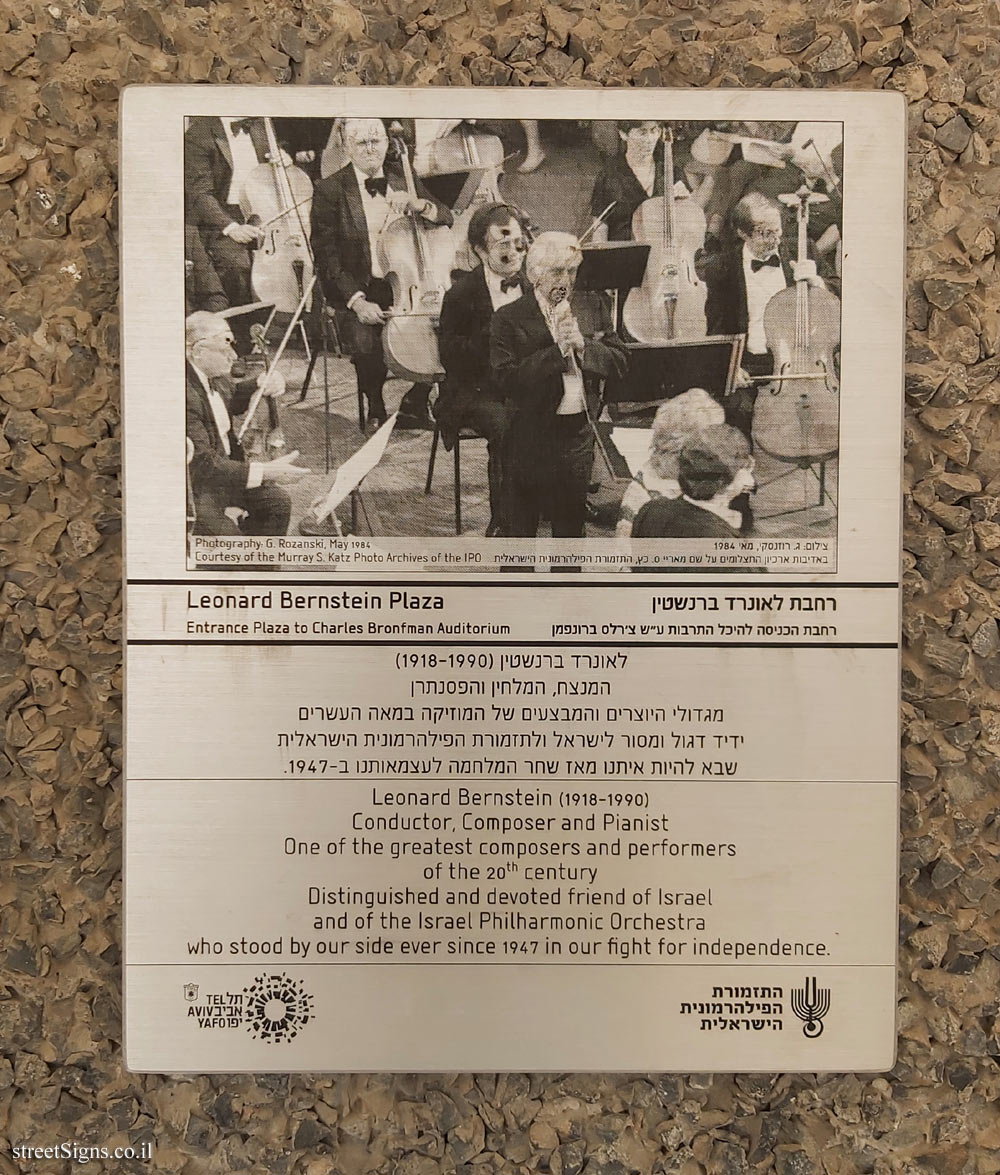 Photography: G. Rozanski, May 1984
צילום: ג. רוזנסקי, מאי 1984
Courtesy of the Murray S. Katz Photo Archives of the IPO
באדיבות ארכיון התצלומים על שם מאריי ס. כץ, התזמורת הפילהרמונית הישראלית
Leonard Bernstein Plaza
רחבת לאונרד ברנשטין
Entrance Plaza to Charles Bronfman Auditorium
רחבת הכניסה להיכל התרבות ע״ש צ׳רלס ברונפמן
לאונרד ברנשטין (1918-1990)
המנצח, המלחין והפסנתרן
מגדולי היוצרים והמבצעים של המוזיקה במאה העשרים
ידיד דגול ומסור לישראל ולתזמורת הפילהרמונית הישראלית
שבא להיות איתנו מאז שחר המלחמה לעצמאותנו ב-1947.
Leonard Bernstein (1918-1990)
Conductor, Composer and Pianist
One of the greatest composers and performers
of the 20th century
Distinguished and devoted friend of Israel
and of the Israel Philharmonic Orchestra
who stood by our side ever since 1947 in our fight for independence.
TEL תל
AVIV אביב
YAFO יפו
התזמורת
הפילהרמונית
הישראלית
streetSigns.co.il